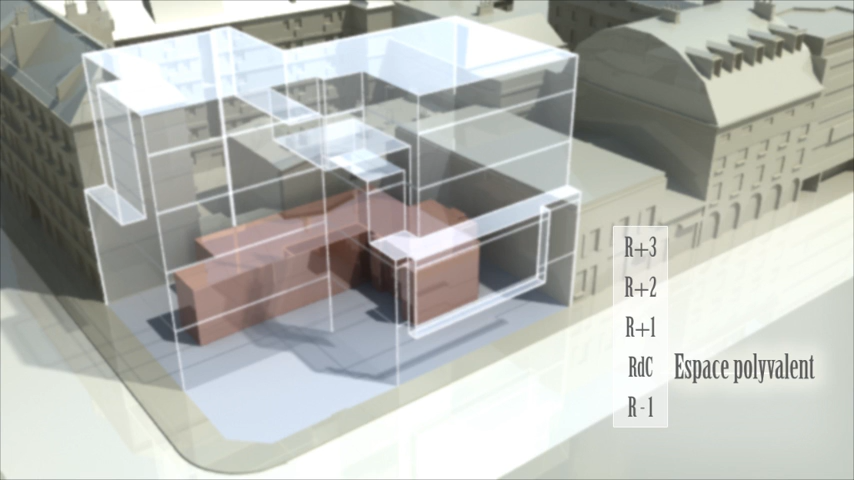 R+3
R+2
R+1
RdC Espace polyvalent
R-1